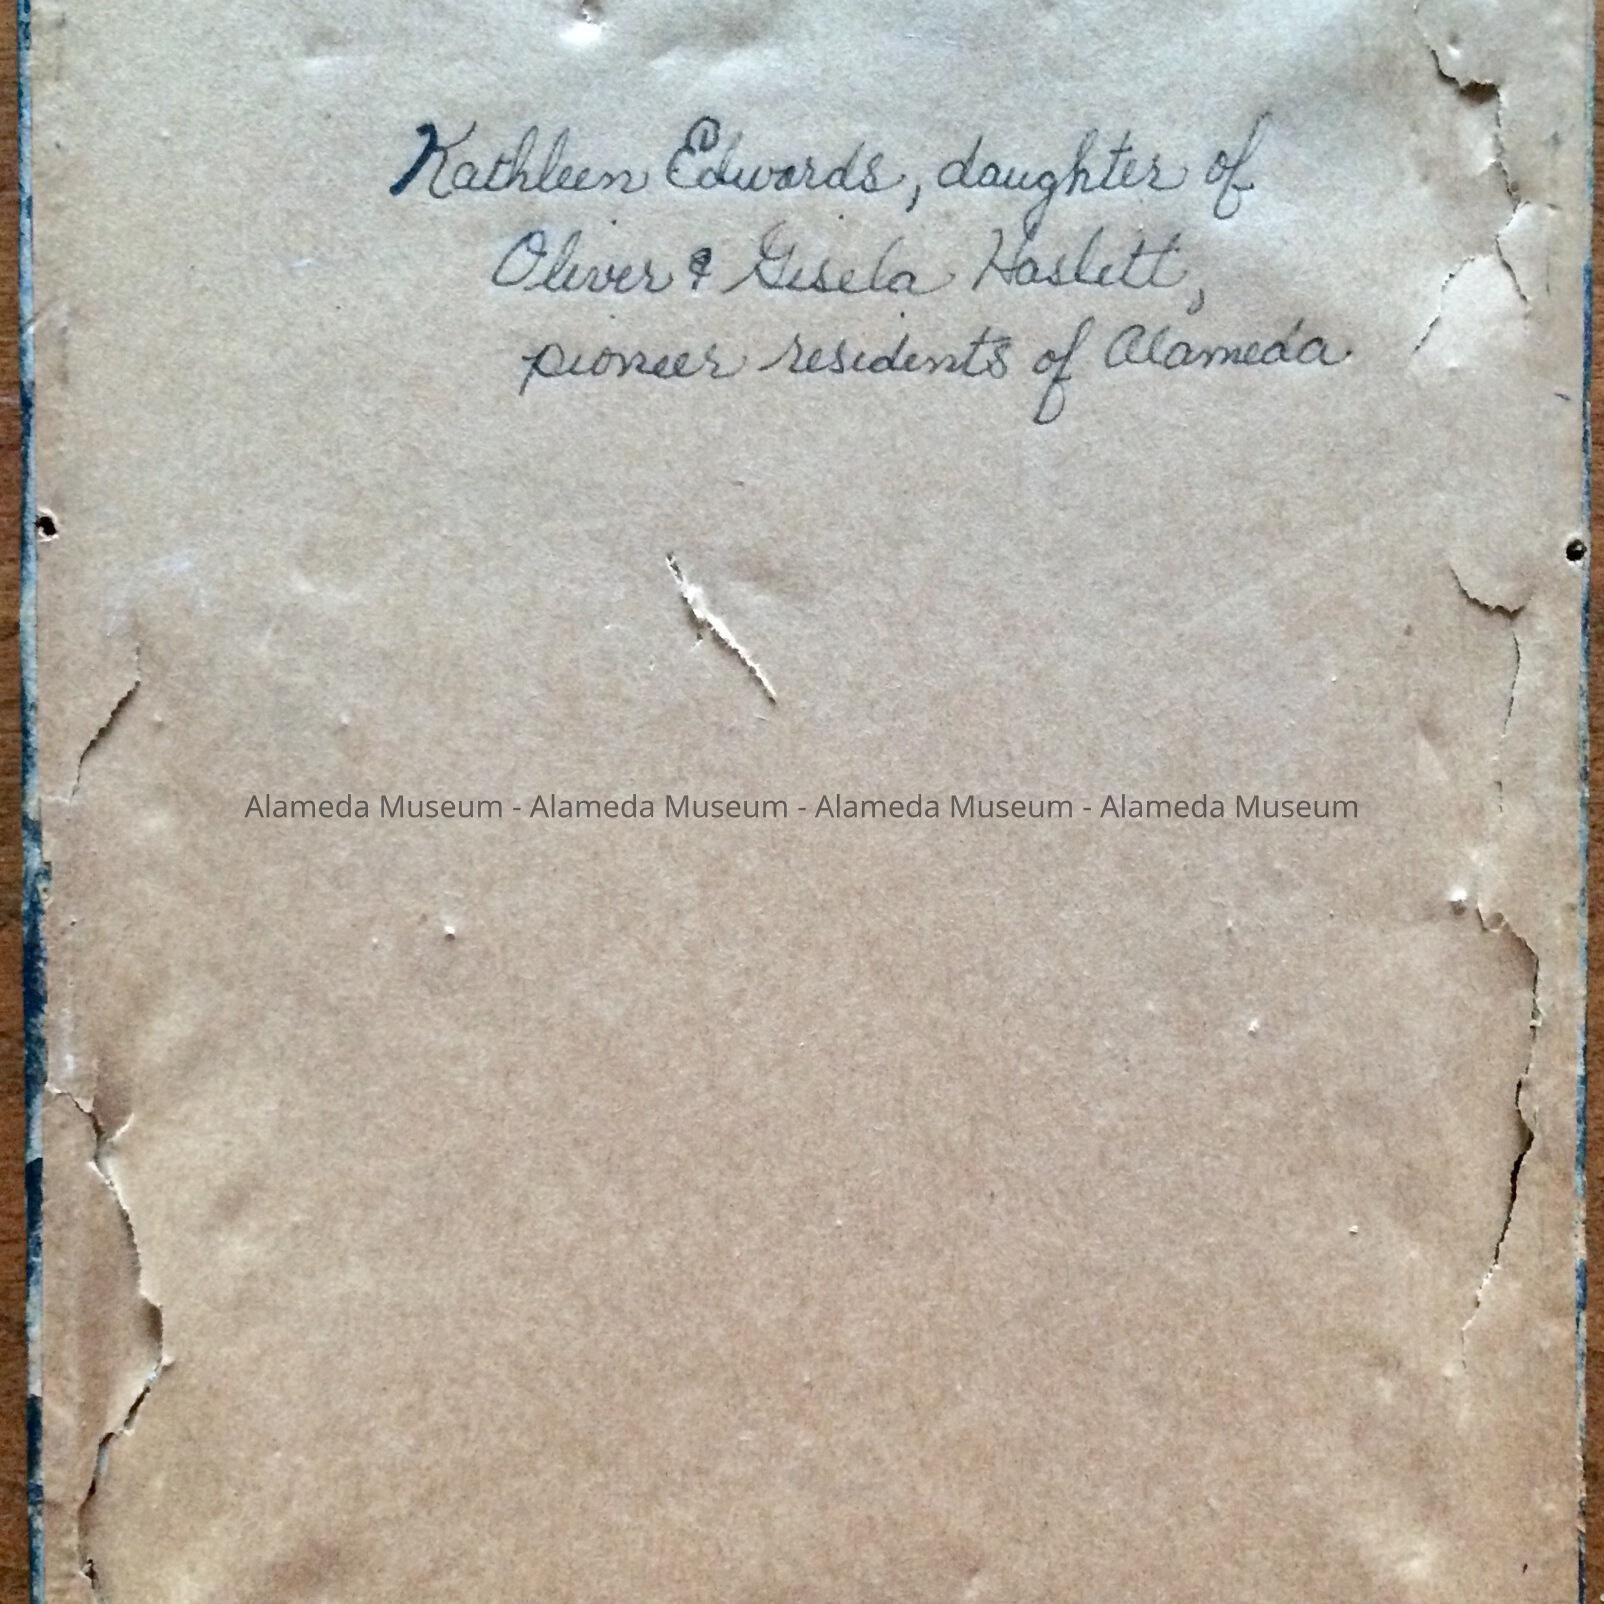 Kathleen Edwards, daughter of
Oliver & Gisela Haslett,
pioneer residents of Alameda
Alameda Museum - Alameda Museum - Alameda Museum - Alameda Museum